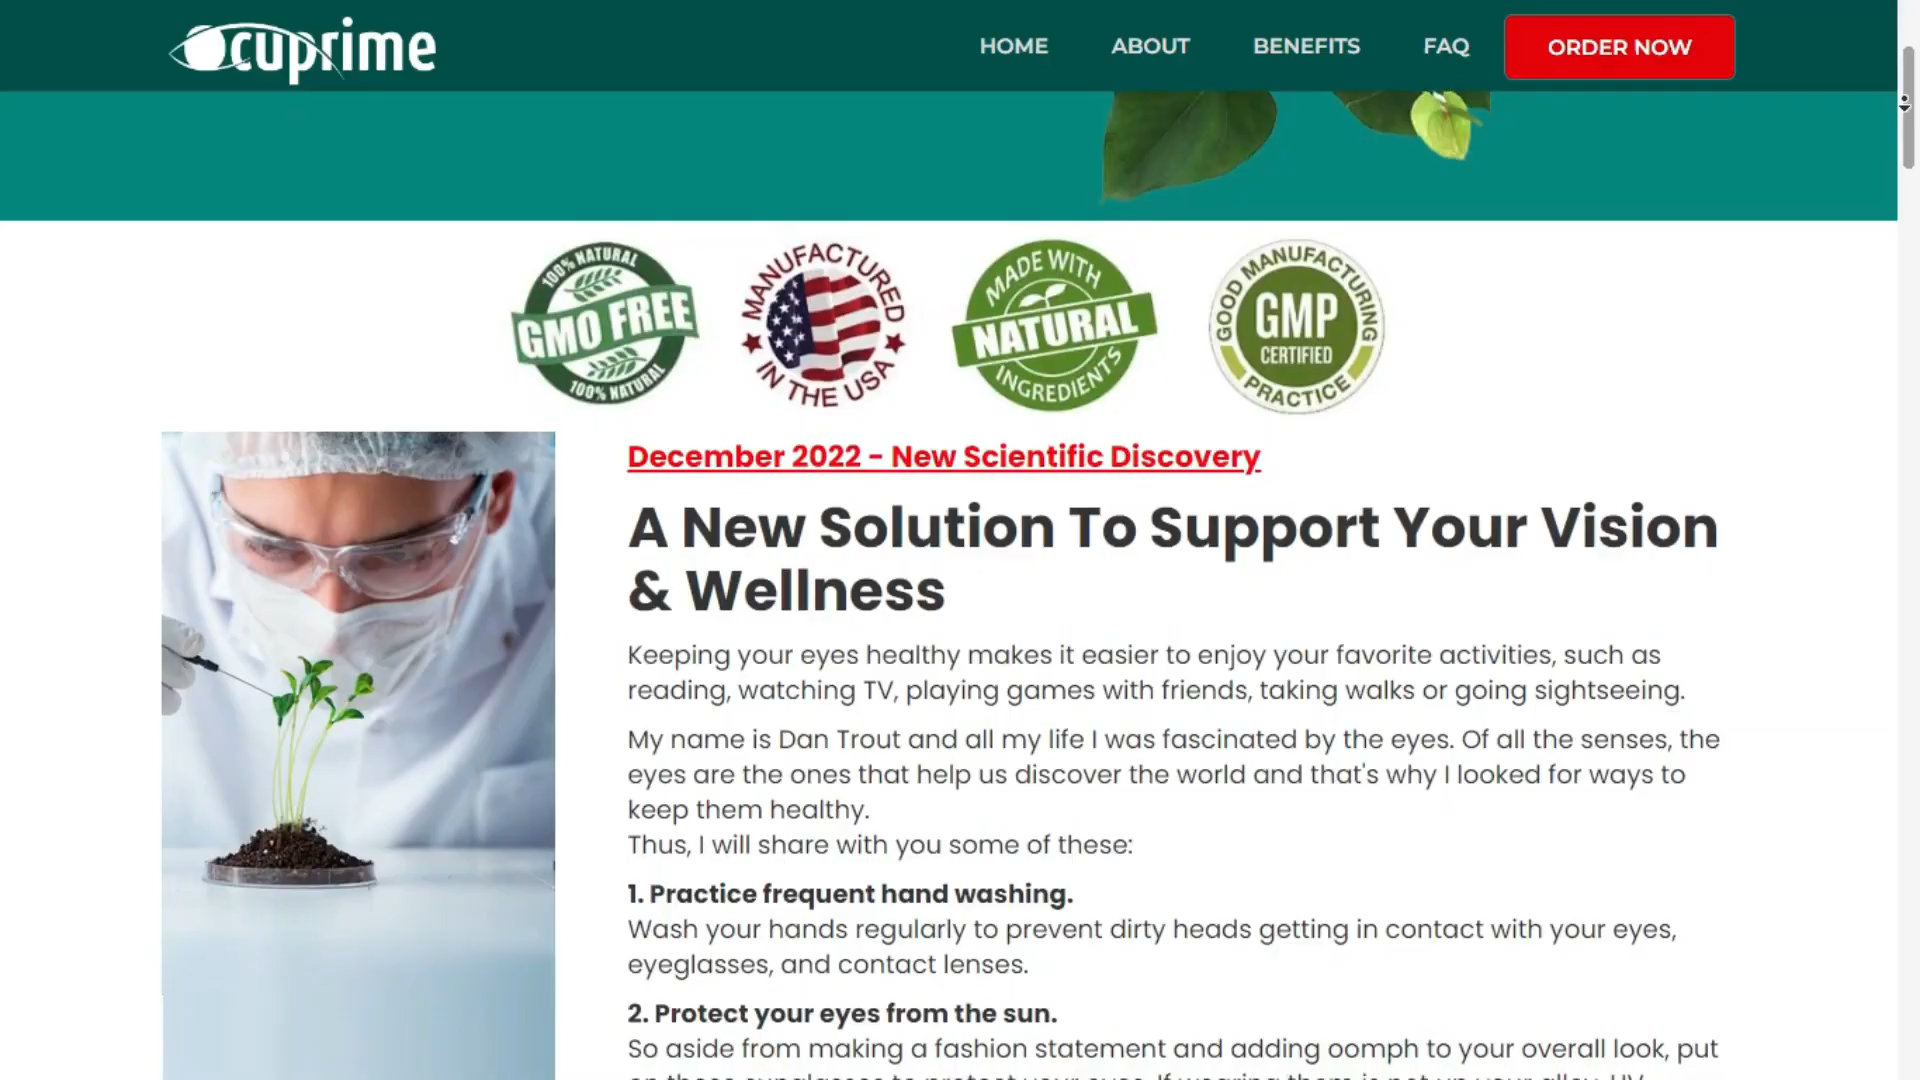 Ocuprime
HOME ABOUT BENEFITS FAQ ORDER NOW
100% NATURAL
GMO FREE
100% NATURAL
MANUFACTURED
IN THE USA
MADE WITH
NATURAL
INGREDIENTS
GOOD MANUFACTURING
GMP
CERTIFIED
PRACTICE
December 2022 - New Scientific Discovery
A New Solution To Support Your Vision
& Wellness
Keeping your eyes healthy makes it easier to enjoy your favorite activities, such as
reading, watching TV, playing games with friends, taking walks or going sightseeing.
My name is Dan Trout and all my life I was fascinated by the eyes. Of all the senses, the
eyes are the ones that help us discover the world and that's why I looked for ways to
keep them healthy.
Thus, I will share with you some of these:
1. Practice frequent hand washing.
Wash your hands regularly to prevent dirty heads getting in contact with your eyes,
eyeglasses, and contact lenses.
2. Protect your eyes from the sun.
So aside from making a fashion statement and adding oomph to your overall look, put